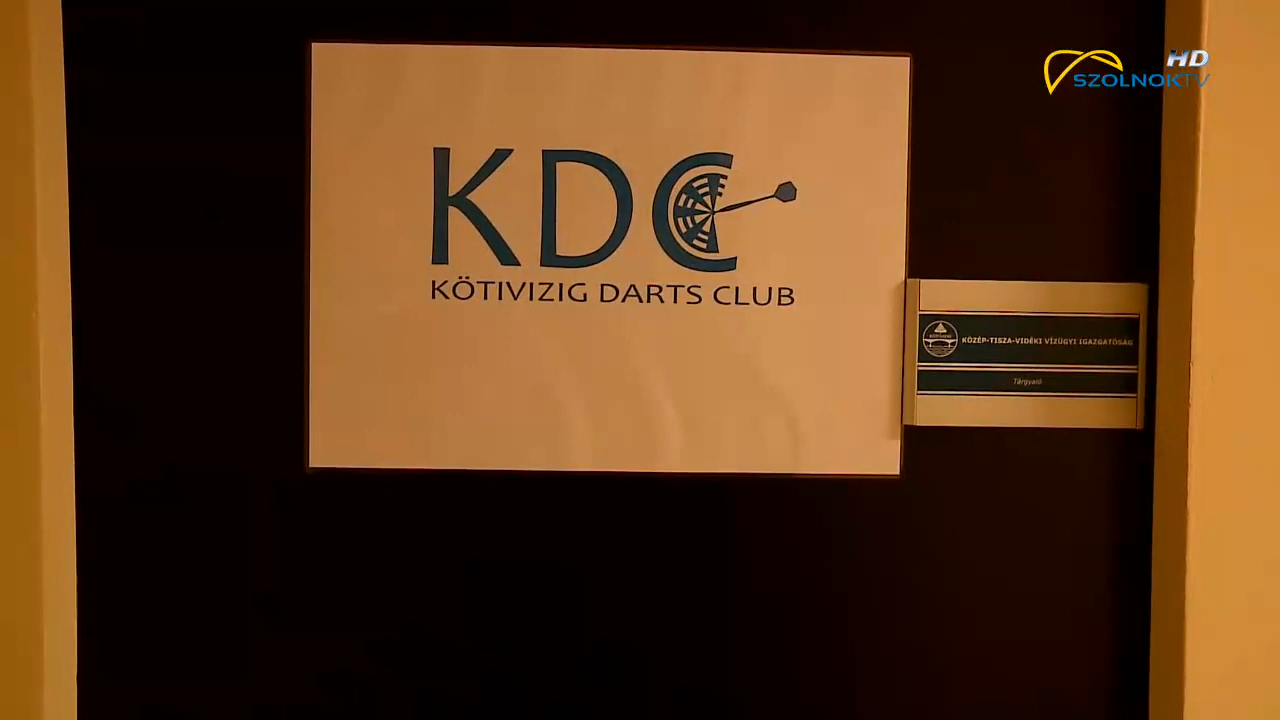 HD
SZOLNOKTV
KDC
KÖTIVIZIG DARTS CLUB
KÖZÉP-TISZA-VIDÉKI VÍZÜGYI IGAZGATÓSÁG
Tárgyaló